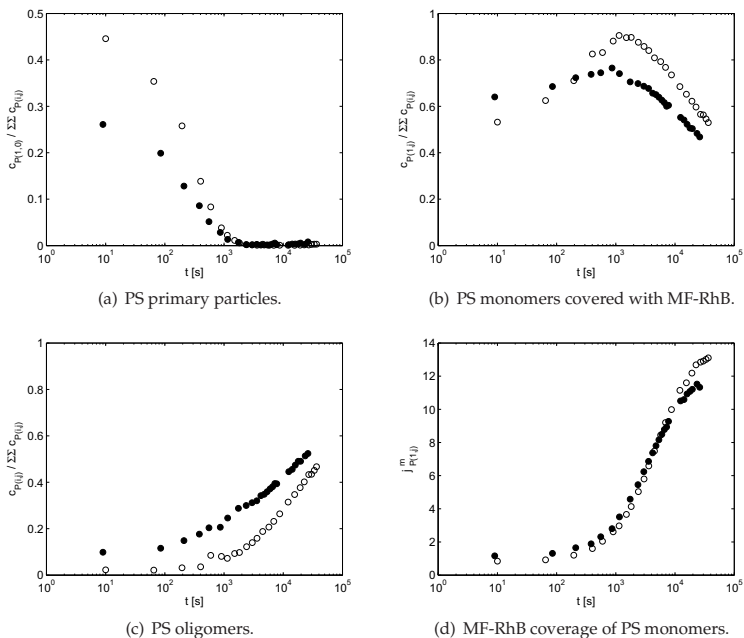 0.5
0.4
0.3
0.2
0.1
0
c_P(1,0) / ΣΣ c_P(i,j)
10^0 10^1 10^2 10^3 10^4 10^5
t [s]
(a) PS primary particles.
1
0.8
0.6
0.4
0.2
0
c_P(1,j) / ΣΣ c_P(i,j)
10^0 10^1 10^2 10^3 10^4 10^5
t [s]
(b) PS monomers covered with MF-RhB.
1
0.8
0.6
0.4
0.2
0
c_P(i,j) / ΣΣ c_P(i,j)
10^0 10^1 10^2 10^3 10^4 10^5
t [s]
(c) PS oligomers.
14
12
10
8
6
4
2
0
j^m_P(1,j)
10^0 10^1 10^2 10^3 10^4 10^5
t [s]
(d) MF-RhB coverage of PS monomers.